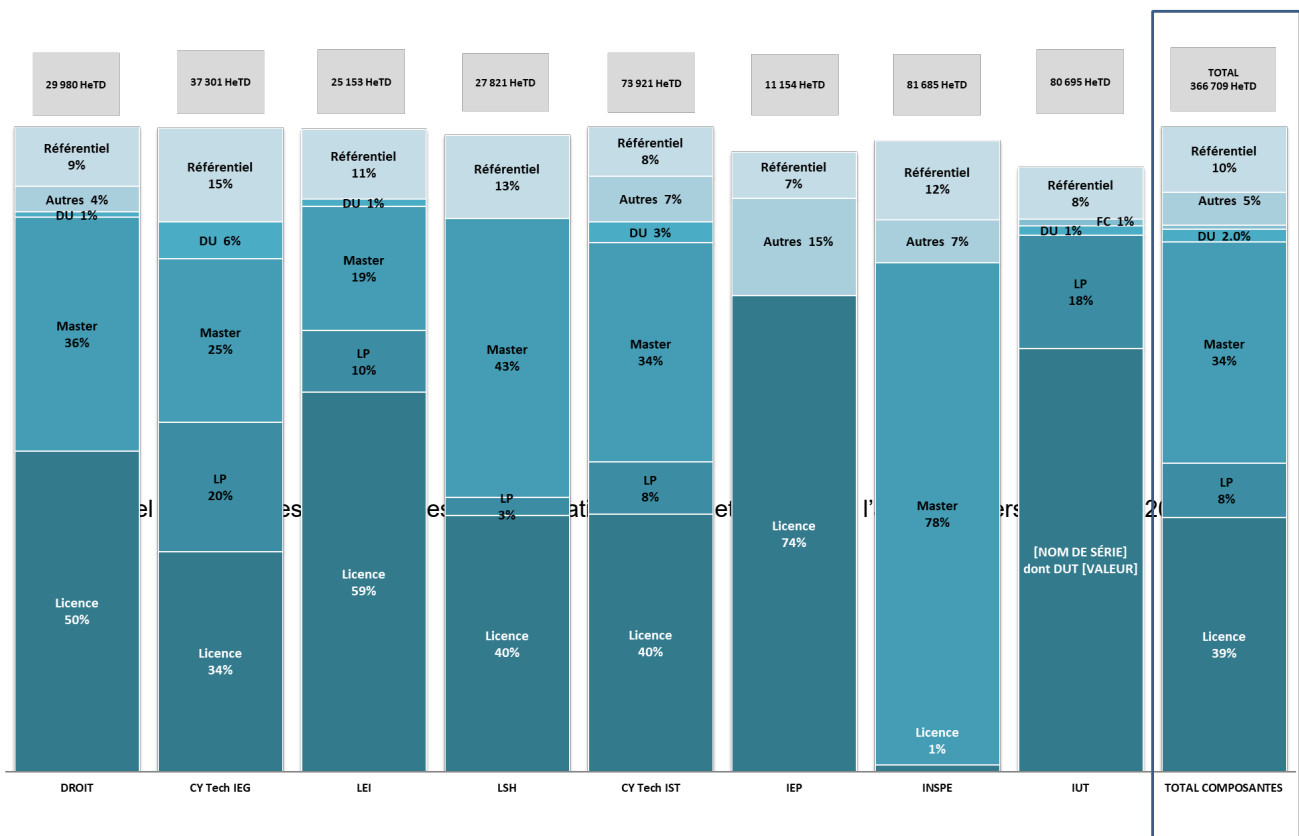 29 980 HeTD
37 301 HeTD
25 153 HeTD
27 821 HeTD
73 921 HeTD
11 154 HeTD
81 685 HeTD
80 695 HeTD
TOTAL
366 709 HeTD
Référentiel
9%
Autres 4%
DU 1%
Master
36%
Licence
50%
Référentiel
15%
DU 6%
Master
25%
LP
20%
Licence
34%
Référentiel
11%
DU 1%
Master
19%
LP
10%
Licence
59%
Référentiel
13%
Master
43%
LP
3%
Licence
40%
Référentiel
8%
Autres 7%
DU 3%
Master
34%
LP
8%
Licence
40%
Référentiel
7%
Autres 15%
Licence
74%
Référentiel
12%
Autres 7%
Master
78%
Licence
1%
Référentiel
8%
FC 1%
DU 1%
LP
18%
[NOM DE SÉRIE]
dont DUT [VALEUR]
Référentiel
10%
Autres 5%
DU 2.0%
Master
34%
LP
8%
Licence
39%
DROIT
CY Tech IEG
LEI
LSH
CY Tech IST
IEP
INSPE
IUT
TOTAL COMPOSANTES